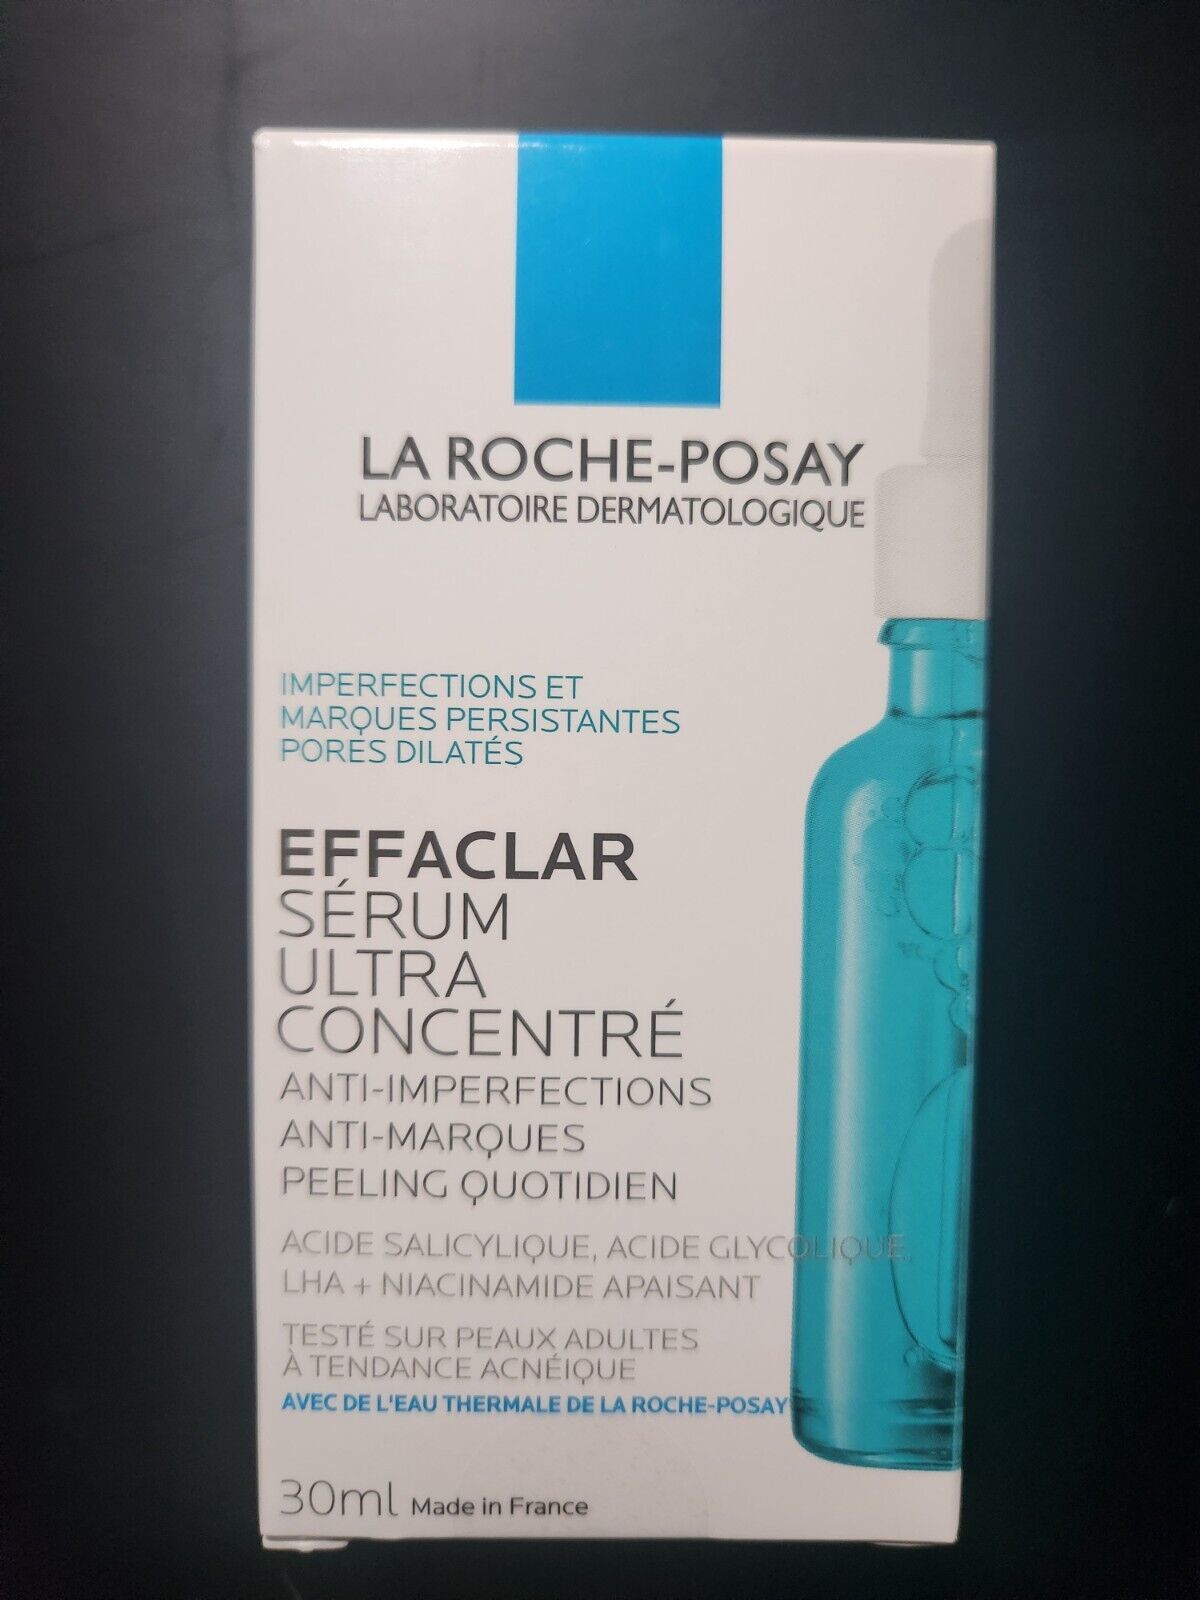 LA ROCHE-POSAY
LABORATOIRE DERMATOLOGIQUE
IMPERFECTIONS ET
MARQUES PERSISTANTES
PORES DILATÉS
EFFACLAR
SÉRUM
ULTRA
CONCENTRÉ
ANTI-IMPERFECTIONS
ANTI-MARQUES
PEELING QUOTIDIEN
ACIDE SALICYLIQUE, ACIDE GLYCOLIQUE,
LHA + NIACINAMIDE APAISANT
TESTÉ SUR PEAUX ADULTES
À TENDANCE ACNÉIQUE
AVEC DE L'EAU THERMALE DE LA ROCHE-POSAY
30ml Made in France